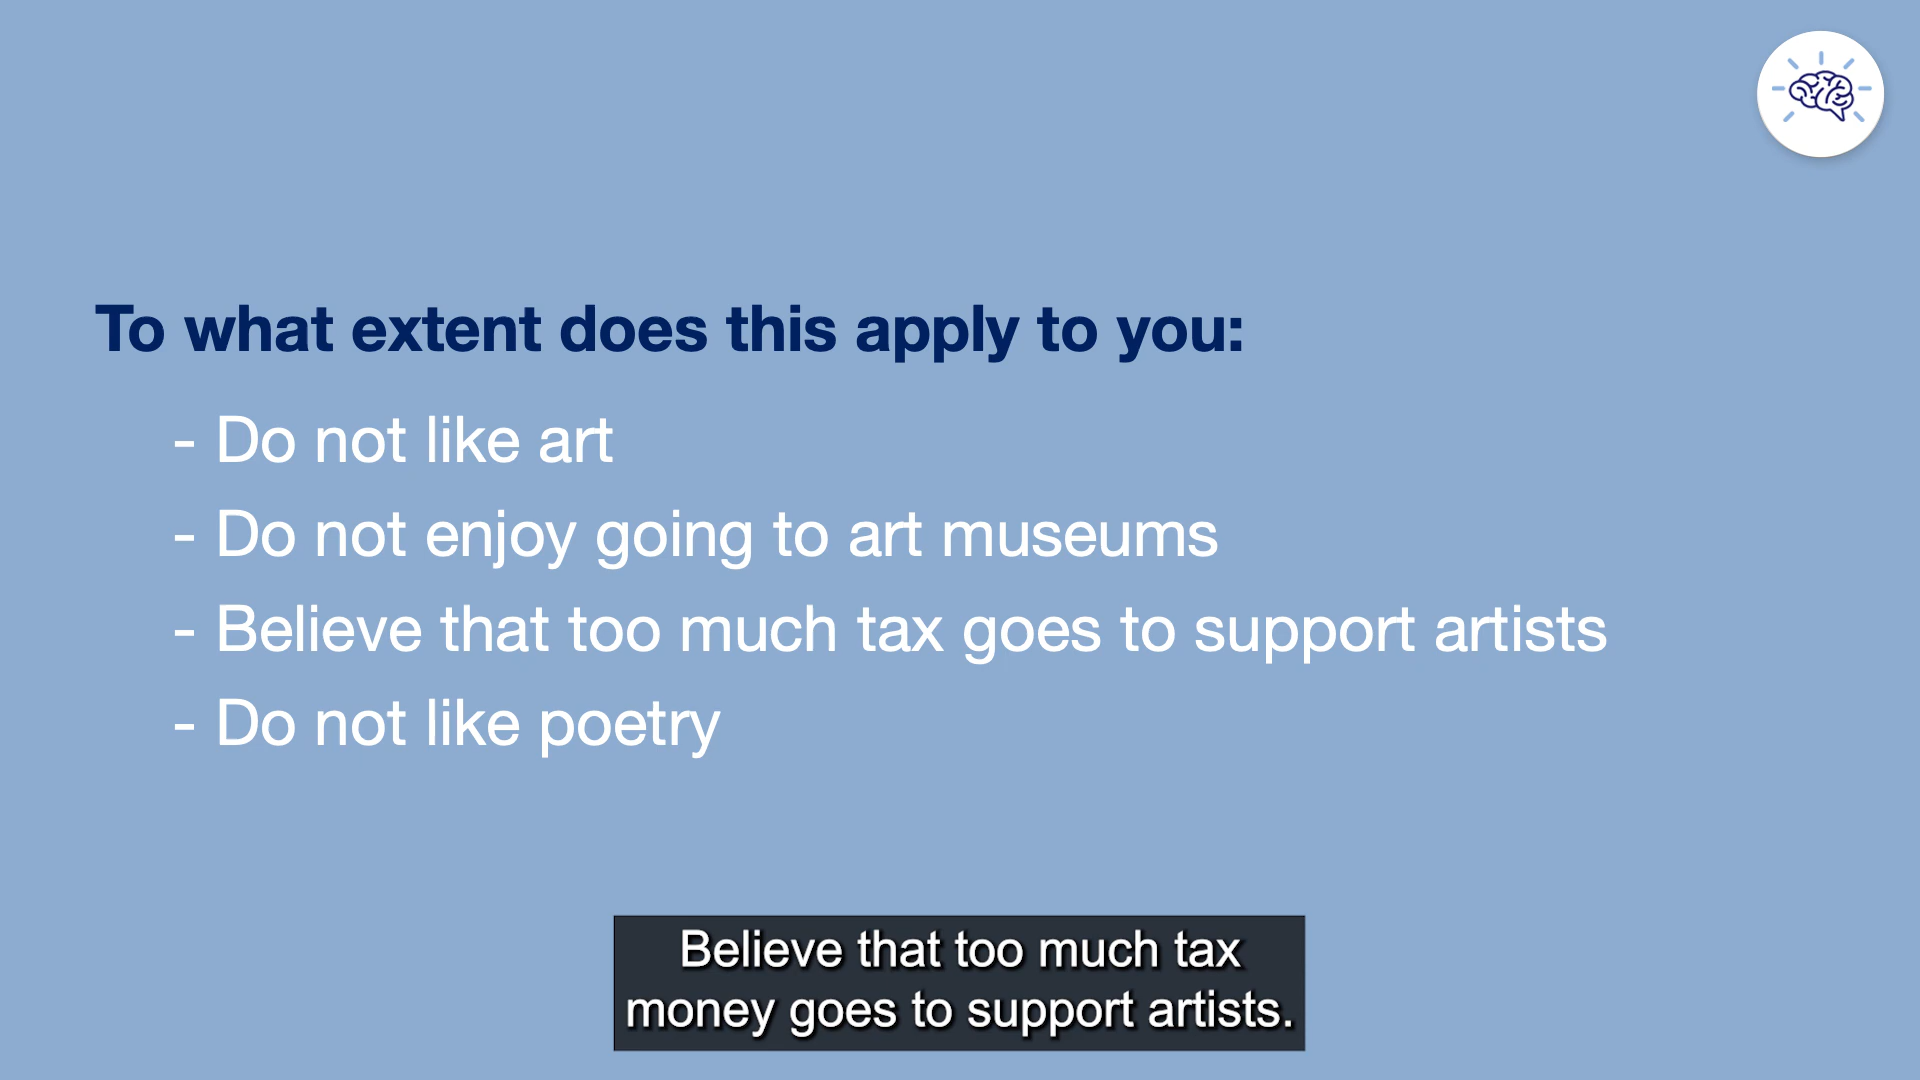 To what extent does this apply to you:
- Do not like art
- Do not enjoy going to art museums
- Believe that too much tax goes to support artists
- Do not like poetry
Believe that too much tax
money goes to support artists.